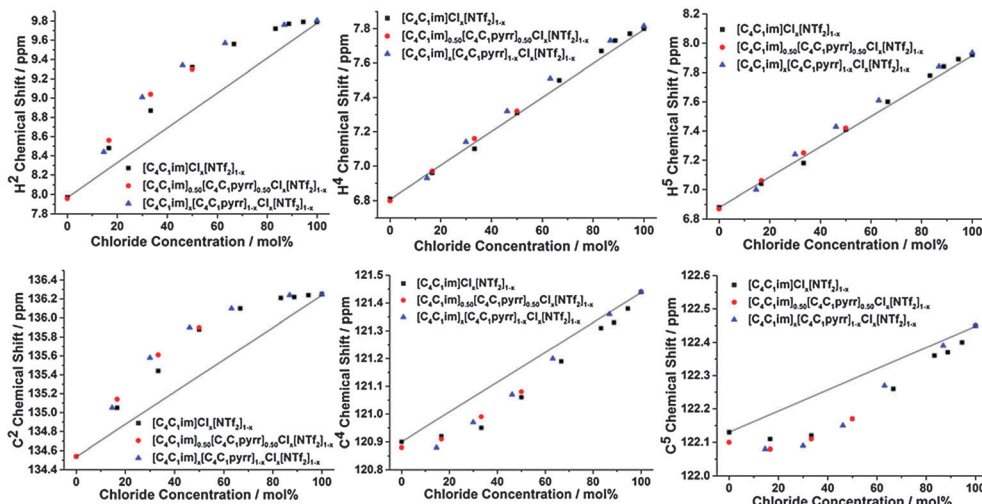 H² Chemical Shift / ppm
9.8
9.6
9.4
9.2
9.0
8.8
8.6
8.4
8.2
8.0
7.8
[C₄C₁im]Clₓ[NTf₂]₁₋ₓ
[C₄C₁im]₀.₅₀[C₄C₁pyrr]₀.₅₀Clₓ[NTf₂]₁₋ₓ
[C₄C₁im]ₓ[C₄C₁pyrr]₁₋ₓClₓ[NTf₂]₁₋ₓ
0 20 40 60 80 100
Chloride Concentration / mol%
H⁴ Chemical Shift / ppm
7.8
7.6
7.4
7.2
7.0
6.8
[C₄C₁im]Clₓ[NTf₂]₁₋ₓ
[C₄C₁im]₀.₅₀[C₄C₁pyrr]₀.₅₀Clₓ[NTf₂]₁₋ₓ
[C₄C₁im]ₓ[C₄C₁pyrr]₁₋ₓClₓ[NTf₂]₁₋ₓ
0 20 40 60 80 100
Chloride Concentration / mol%
H⁵ Chemical Shift / ppm
8.0
7.8
7.6
7.4
7.2
7.0
6.8
[C₄C₁im]Clₓ[NTf₂]₁₋ₓ
[C₄C₁im]₀.₅₀[C₄C₁pyrr]₀.₅₀Clₓ[NTf₂]₁₋ₓ
[C₄C₁im]ₓ[C₄C₁pyrr]₁₋ₓClₓ[NTf₂]₁₋ₓ
0 20 40 60 80 100
Chloride Concentration / mol%
C² Chemical Shift / ppm
136.4
136.2
136.0
135.8
135.6
135.4
135.2
135.0
134.8
134.6
134.4
[C₄C₁im]Clₓ[NTf₂]₁₋ₓ
[C₄C₁im]₀.₅₀[C₄C₁pyrr]₀.₅₀Clₓ[NTf₂]₁₋ₓ
[C₄C₁im]ₓ[C₄C₁pyrr]₁₋ₓClₓ[NTf₂]₁₋ₓ
0 20 40 60 80 100
Chloride Concentration / mol%
C⁴ Chemical Shift / ppm
121.5
121.4
121.3
121.2
121.1
121.0
120.9
120.8
[C₄C₁im]Clₓ[NTf₂]₁₋ₓ
[C₄C₁im]₀.₅₀[C₄C₁pyrr]₀.₅₀Clₓ[NTf₂]₁₋ₓ
[C₄C₁im]ₓ[C₄C₁pyrr]₁₋ₓClₓ[NTf₂]₁₋ₓ
0 20 40 60 80 100
Chloride Concentration / mol%
C⁵ Chemical Shift / ppm
122.6
122.5
122.4
122.3
122.2
122.1
122.0
[C₄C₁im]Clₓ[NTf₂]₁₋ₓ
[C₄C₁im]₀.₅₀[C₄C₁pyrr]₀.₅₀Clₓ[NTf₂]₁₋ₓ
[C₄C₁im]ₓ[C₄C₁pyrr]₁₋ₓClₓ[NTf₂]₁₋ₓ
0 20 40 60 80 100
Chloride Concentration / mol%